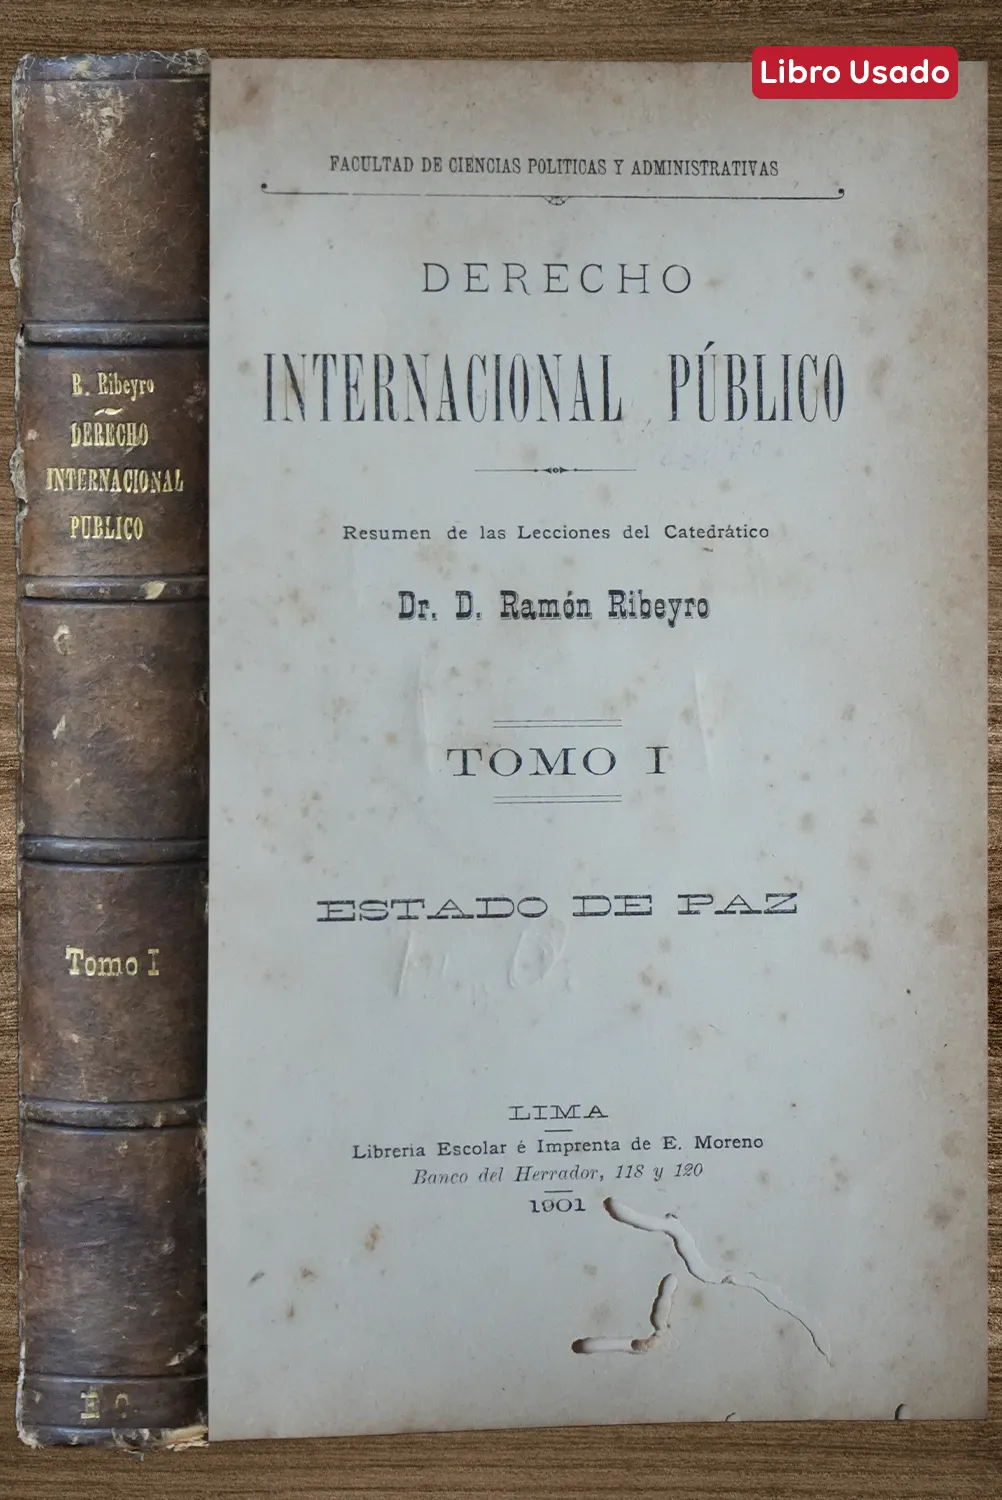 Libro Usado
B. Ribeyro
DERECHO
INTERNACIONAL
PUBLICO
Tomo I
FACULTAD DE CIENCIAS POLITICAS Y ADMINISTRATIVAS
DERECHO
INTERNACIONAL PÚBLICO
Resumen de las Lecciones del Catedrático
Dr. D. Ramón Ribeyro
TOMO I
ESTADO DE PAZ
LIMA
Libreria Escolar é Imprenta de E. Moreno
Banco del Herrador, 118 y 120
1901